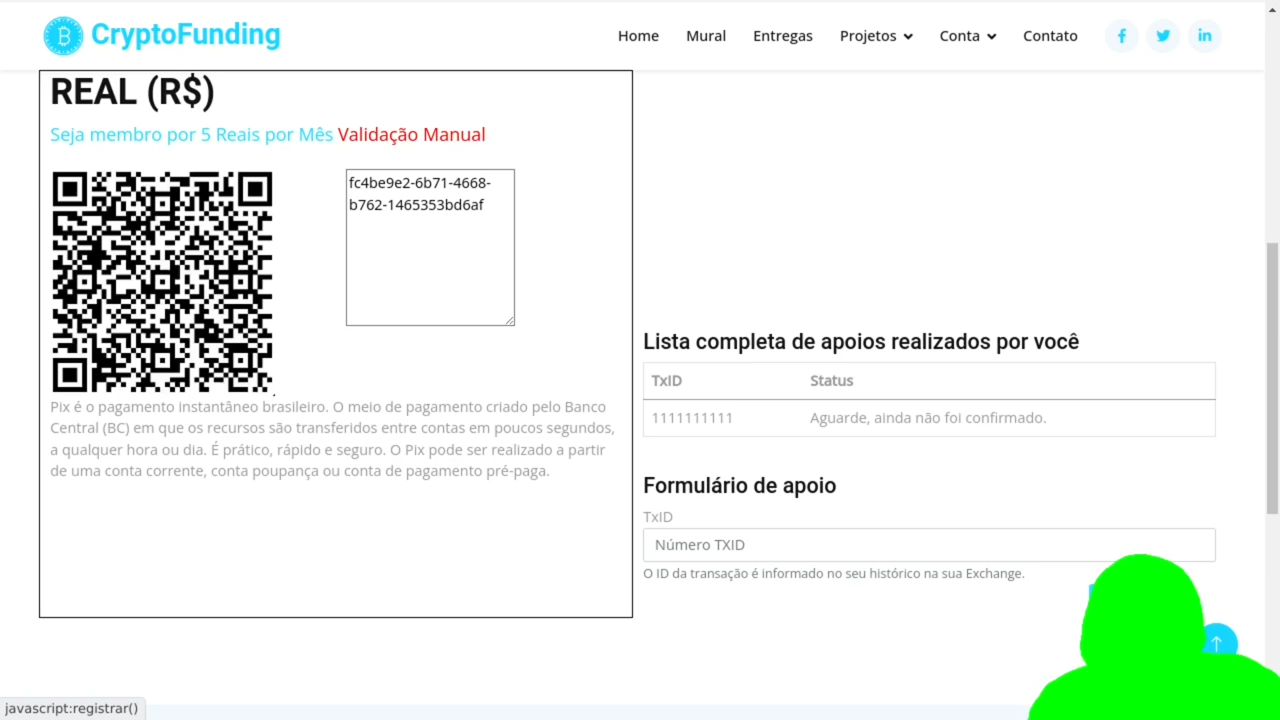 CryptoFunding
Home Mural Entregas Projetos Conta Contato
REAL (R$)
Seja membro por 5 Reais por Mês Validação Manual
fc4be9e2-6b71-4668-
b762-1465353bd6af
.
Pix é o pagamento instantâneo brasileiro. O meio de pagamento criado pelo Banco
Central (BC) em que os recursos são transferidos entre contas em poucos segundos,
a qualquer hora ou dia. É prático, rápido e seguro. O Pix pode ser realizado a partir
de uma conta corrente, conta poupança ou conta de pagamento pré-paga.
Lista completa de apoios realizados por você
TxID Status
1111111111 Aguarde, ainda não foi confirmado.
Formulário de apoio
TxID
Número TXID
O ID da transação é informado no seu histórico na sua Exchange.
javascript:registrar()